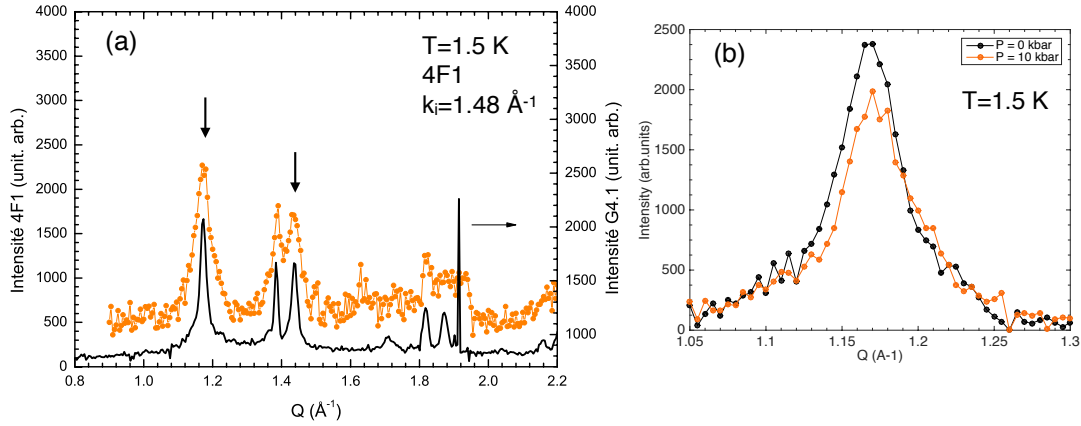 (a)
T=1.5 K
4F1
kᵢ=1.48 Å⁻¹
Intensité 4F1 (unit. arb.)
4000
3500
3000
2500
2000
1500
1000
500
0
0.8 1.0 1.2 1.4 1.6 1.8 2.0 2.2
Q (Å⁻¹)
4000
3500
3000
2500
2000
1500
1000
Intensité G4.1 (unit. arb.)
(b)
P = 0 kbar
P = 10 kbar
T=1.5 K
Intensity (arb.units)
2500
2000
1500
1000
500
0
1.05 1.1 1.15 1.2 1.25 1.3
Q (A-1)